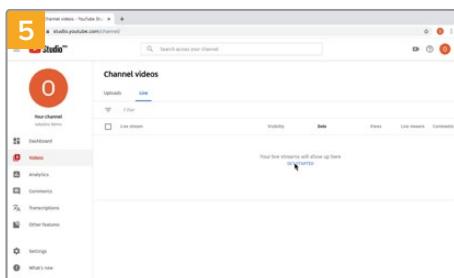 5
Channel videos - YouTube Stu
studio.youtube.com/channel/
Studio
Search across your channel
O
O
Your channel
Channel videos
Uploads Live
Filter
Live stream Visibility Date Views Live viewers Comments
Your live streams will show up here
GET STARTED
Dashboard
Videos
Analytics
Comments
Transcriptions
Other features
Settings
What's new